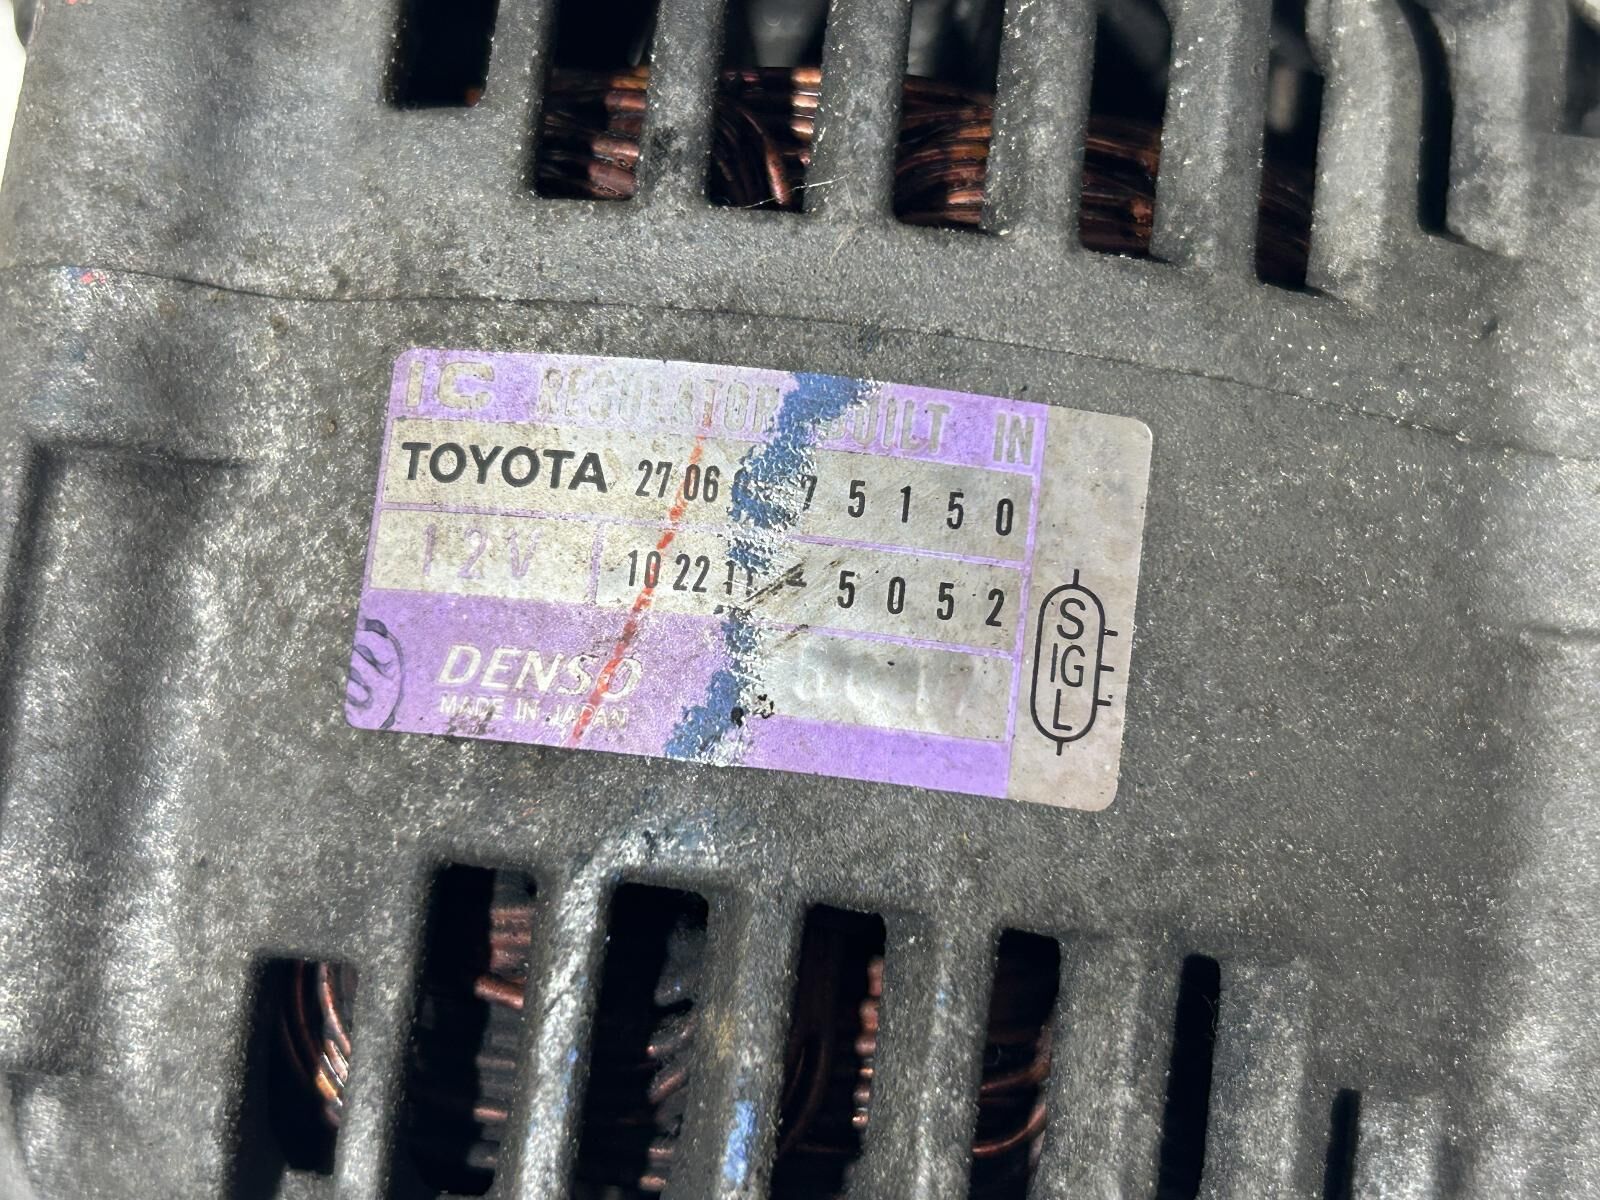 IC REGULATOR BUILT IN
TOYOTA 27060-75150
12V 102211-5052
DENSO
MADE IN JAPAN
S
IG
L